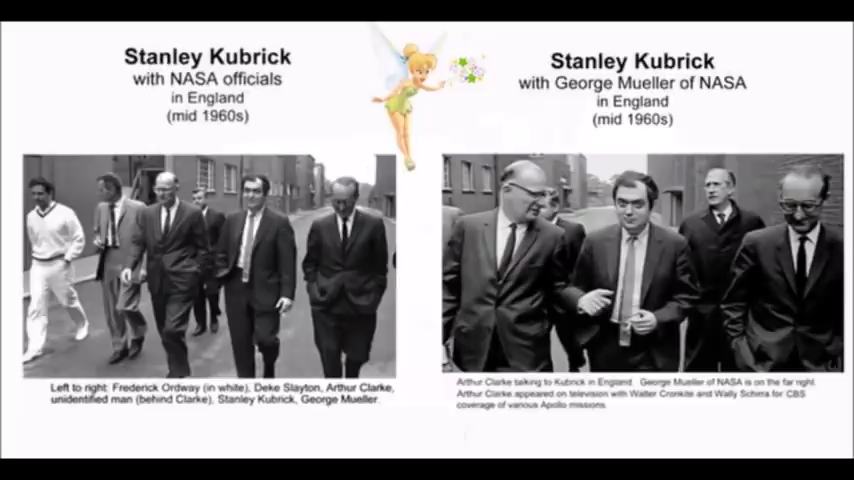 Stanley Kubrick
with NASA officials
in England
(mid 1960s)
Left to right: Frederick Ordway (in white), Deke Slayton, Arthur Clarke,
unidentified man (behind Clarke), Stanley Kubrick, George Mueller.
Stanley Kubrick
with George Mueller of NASA
in England
(mid 1960s)
Arthur Clarke talking to Kubrick in England. George Mueller of NASA is on the far right.
Arthur Clarke appeared on television with Walter Cronkite and Wally Schirra for CBS
coverage of various Apollo missions.